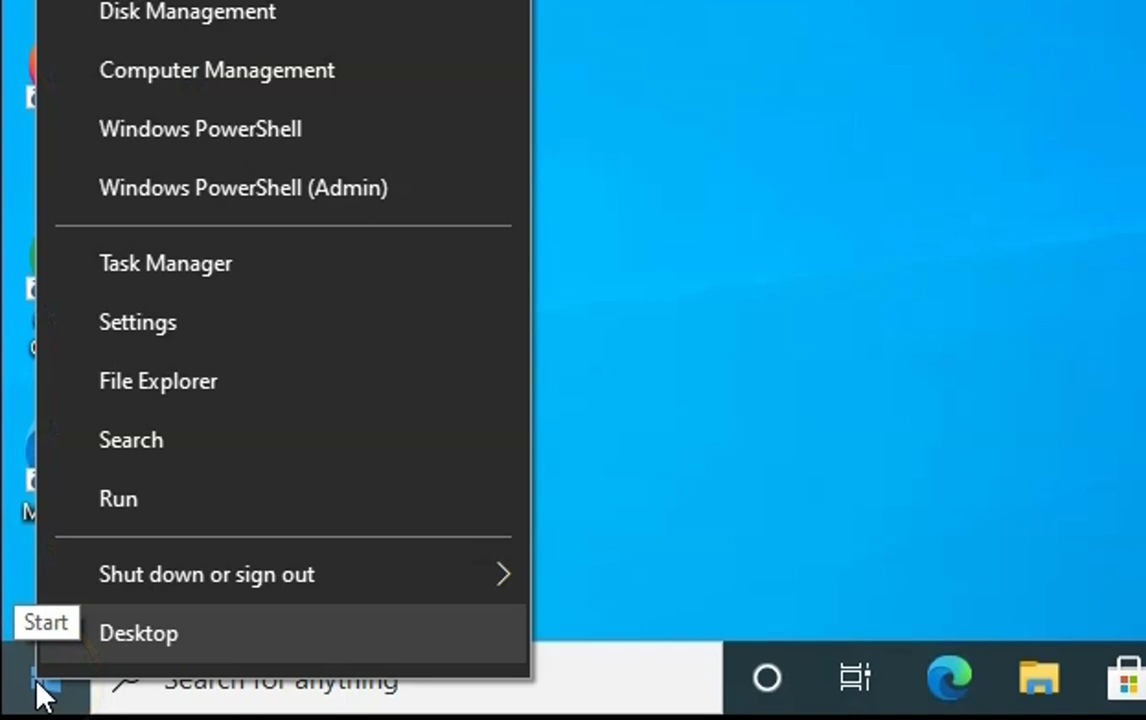 Disk Management
Computer Management
Windows PowerShell
Windows PowerShell (Admin)
Task Manager
Settings
File Explorer
Search
Run
Shut down or sign out
Start
Desktop
Search for anything